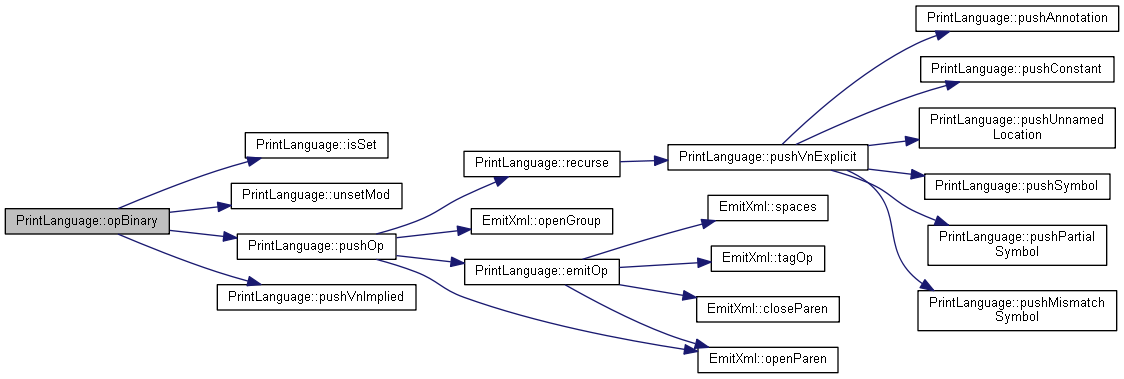 PrintLanguage::opBinary
PrintLanguage::isSet
PrintLanguage::unsetMod
PrintLanguage::pushOp
PrintLanguage::pushVnImplied
PrintLanguage::recurse
EmitXml::openGroup
PrintLanguage::emitOp
PrintLanguage::pushVnExplicit
EmitXml::spaces
EmitXml::tagOp
EmitXml::closeParen
EmitXml::openParen
PrintLanguage::pushAnnotation
PrintLanguage::pushConstant
PrintLanguage::pushUnnamed
Location
PrintLanguage::pushSymbol
PrintLanguage::pushPartial
Symbol
PrintLanguage::pushMismatch
Symbol